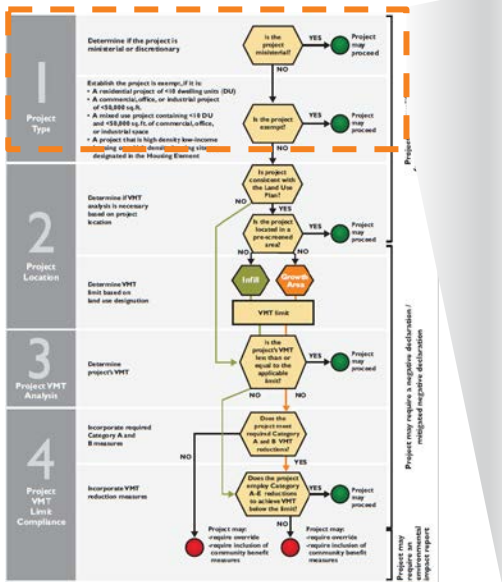 1
Project
Type
Determine if the project is
ministerial or discretionary
Is the
project
ministerial?
YES
Project
may
proceed
NO
Establish the project is exempt, if it is:
• A residential project of <10 dwelling units (DU)
• A commercial, office, or industrial project
of <50,000 sq.ft.
• A mixed use project containing <10 DU
and <50,000 sq.ft. of commercial, office,
or industrial space
• A project that is high density low-income
designated in the Housing Element
Is the project
exempt?
YES
Project
may
proceed
NO
2
Project
Location
Determine if VMT
analysis is necessary
based on project
location
Is project
consistent with
the Land Use
Plan?
NO
YES
Is the project
located in a
pre-screened
area?
YES
Project
may
proceed
NO
NO
Determine VMT
limit based on
land use designation
Infill
Growth
Area
VMT limit
3
Project VMT
Analysis
Determine
project's VMT
Is the
project's VMT
less than or
equal to the
applicable
limit?
YES
Project
may
proceed
NO
NO
4
Project
VMT
Limit
Compliance
Incorporate required
Category A and
B measures
Does the
project meet
required Category
A and B VMT
reductions?
NO
YES
Incorporate VMT
reduction measures
Does the project
employ Category
A-E reductions
to achieve VMT
below the limit?
YES
Project
may
proceed
NO
Project may:
-require override
-require inclusion of
community benefit
measures
Project may:
-require override
-require inclusion of
community benefit
measures
Project
Project may require a negative declaration /
mitigated negative declaration
Project may
require an
environmental
impact report